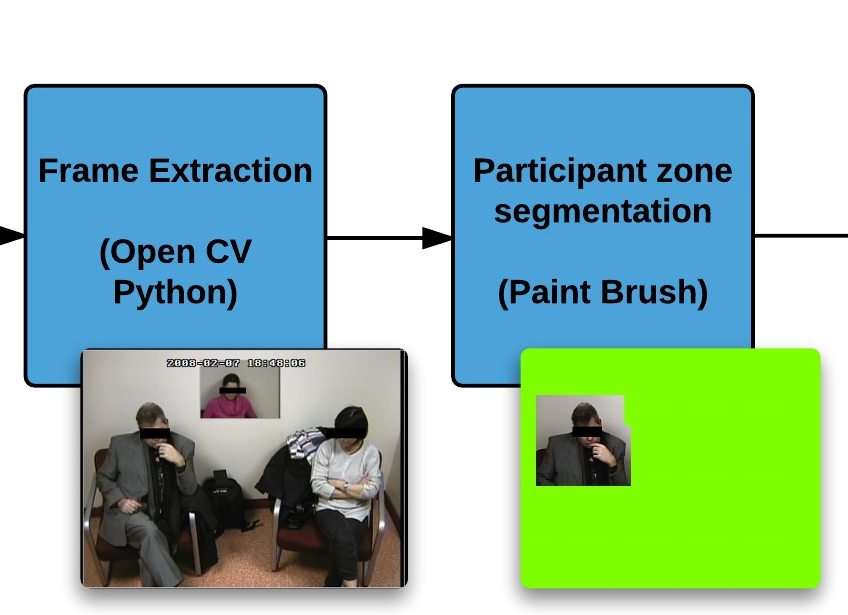 Frame Extraction
(Open CV
Python)
Participant zone
segmentation
(Paint Brush)
2008-02-07 18:48:06